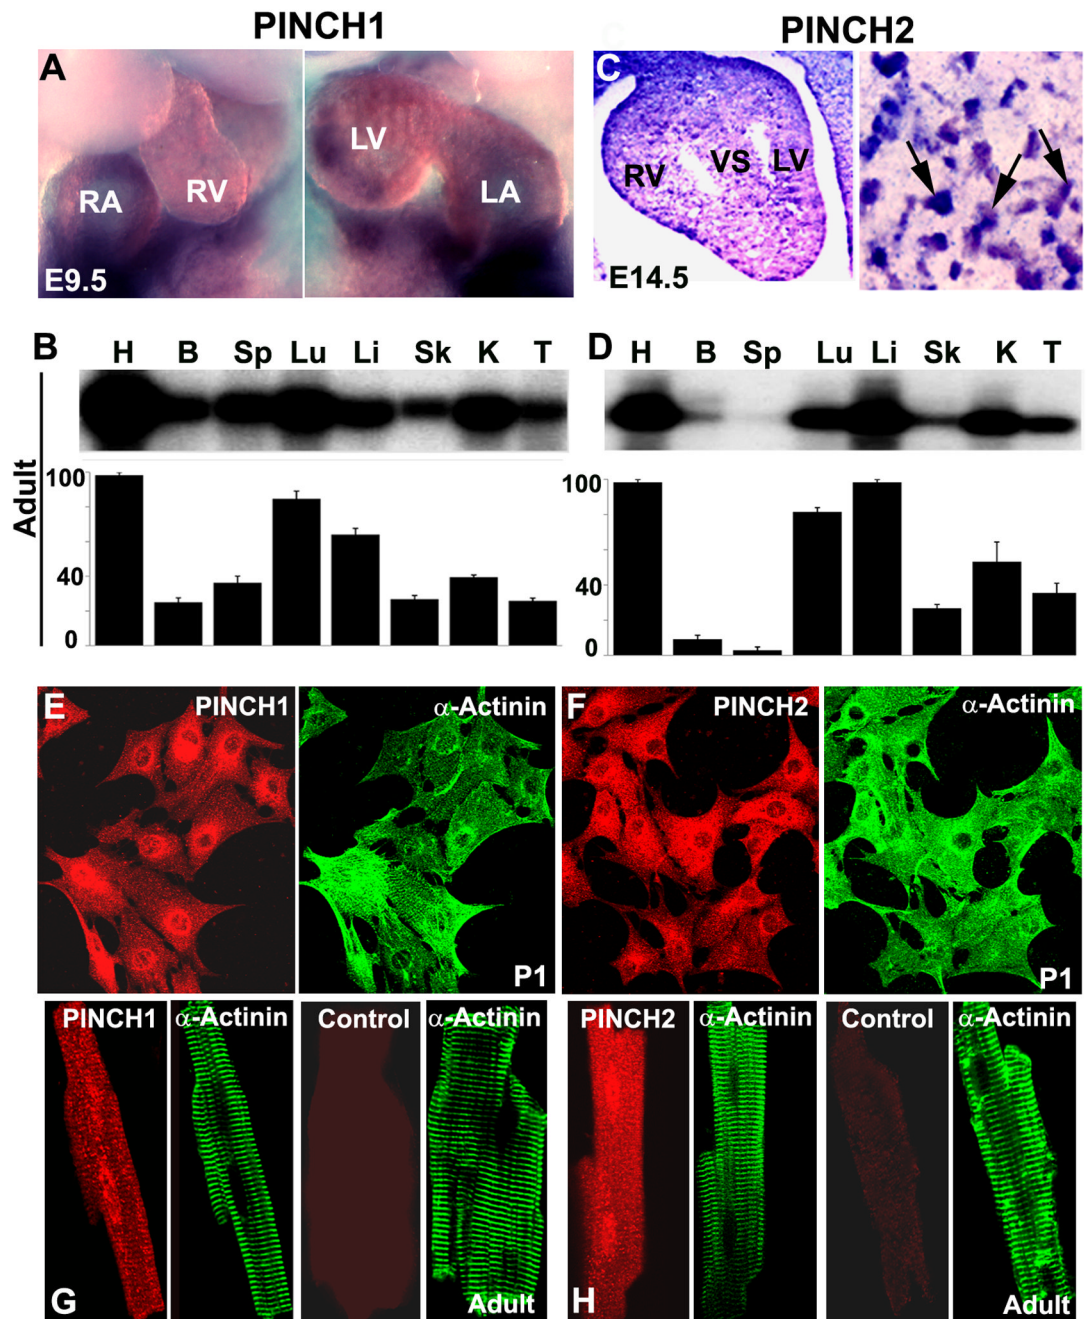 PINCH1
PINCH2
A
RA
RV
LV
LA
E9.5
C
RV
VS
LV
E14.5
B
H B Sp Lu Li Sk K T
D
H B Sp Lu Li Sk K T
Adult
100
40
0
100
40
0
E
PINCH1
α-Actinin
P1
F
PINCH2
α-Actinin
P1
PINCH1
α-Actinin
Control
α-Actinin
G
Adult
PINCH2
α-Actinin
Control
α-Actinin
H
Adult